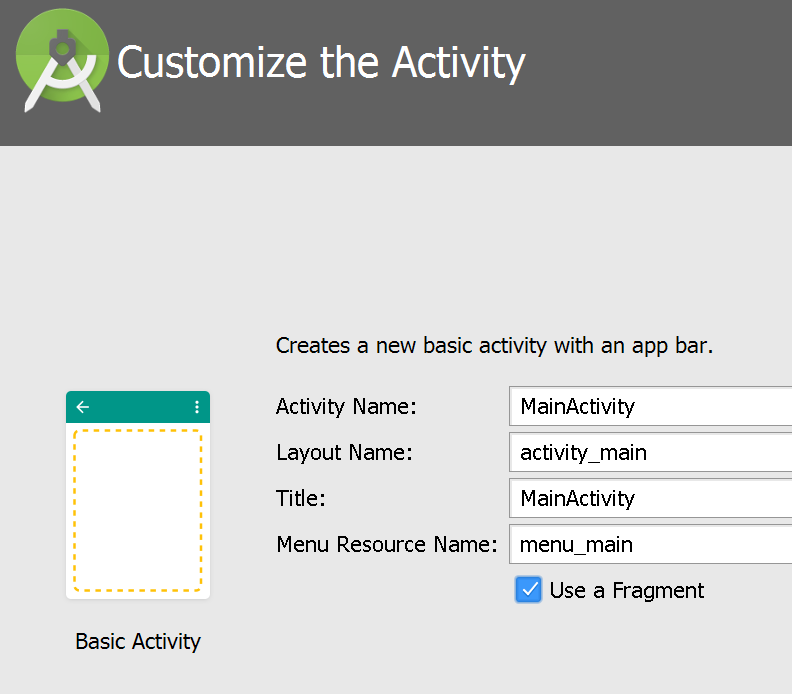 Customize the Activity
Creates a new basic activity with an app bar.
Activity Name: MainActivity
Layout Name: activity_main
Title: MainActivity
Menu Resource Name: menu_main
Use a Fragment
Basic Activity